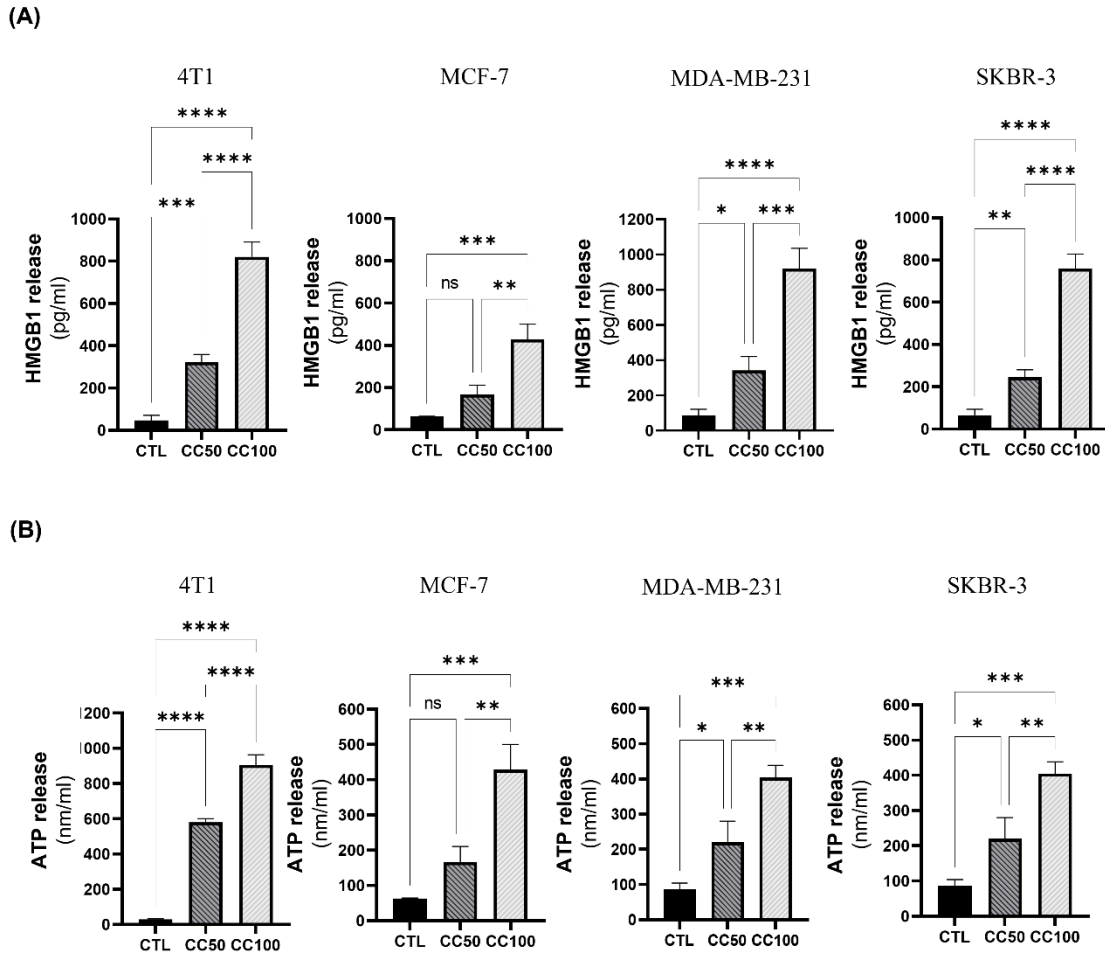 (A)
4T1
MCF-7
MDA-MB-231
SKBR-3
HMGB1 release
(pg/ml)
1000
800
600
400
200
0
**** 
****
***
CTL CC50 CC100
HMGB1 release
(pg/ml)
1000
800
600
400
200
0
***
ns
**
CTL CC50 CC100
HMGB1 release
(pg/ml)
1200
1000
800
600
400
200
0
****
*
***
CTL CC50 CC100
HMGB1 release
(pg/ml)
1000
800
600
400
200
0
****
****
**
CTL CC50 CC100
(B)
4T1
MCF-7
MDA-MB-231
SKBR-3
ATP release
(nm/ml)
1200
1000
800
600
400
200
0
****
****
****
CTL CC50 CC100
ATP release
(nm/ml)
600
500
400
300
200
100
0
***
ns
**
CTL CC50 CC100
ATP release
(nm/ml)
600
500
400
300
200
100
0
***
*
**
CTL CC50 CC100
ATP release
(nm/ml)
600
500
400
300
200
100
0
***
*
**
CTL CC50 CC100